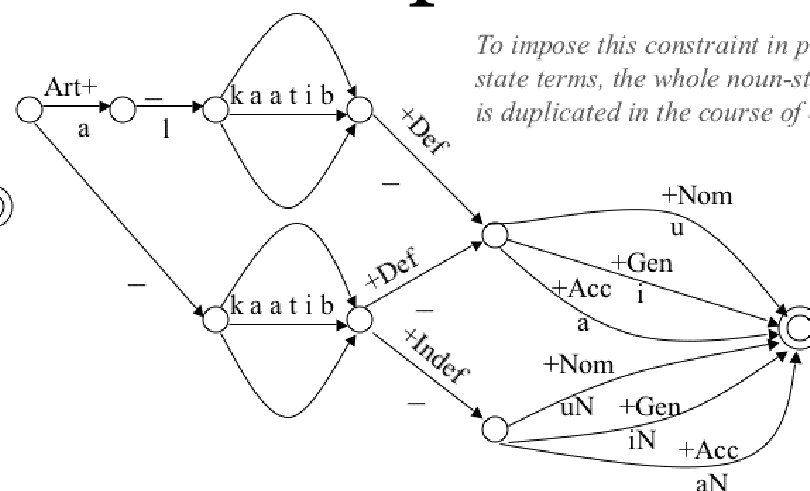 To impose this constraint in
state terms, the whole noun
is duplicated in the course of
Art+
–
k a a t i b
+Def
a
l
–
+Nom
u
+Gen
i
+Acc
a
–
k a a t i b
+Def
–
+Indef
–
+Nom
uN
+Gen
iN
+Acc
aN